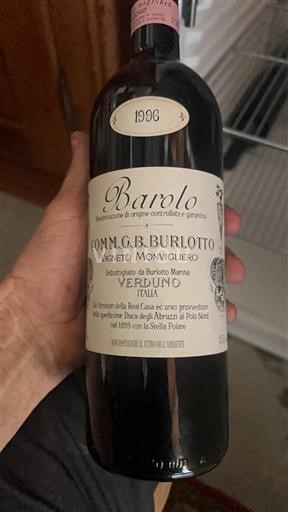 1996
Barolo
Denominazione di origine controllata e garantita
COMM. G.B. BURLOTTO
VIGNETO MONVIGLIERO
Imbottigliato da Burlotto Marina
VERDUNO
ITALIA
Già fornitori della Real Casa ed unici provveditori
della spedizione Duca degli Abruzzi al Polo Nord
nel 1899 con la Stella Polare
NON DISPERDERE IL VETRO NELL'AMBIENTE